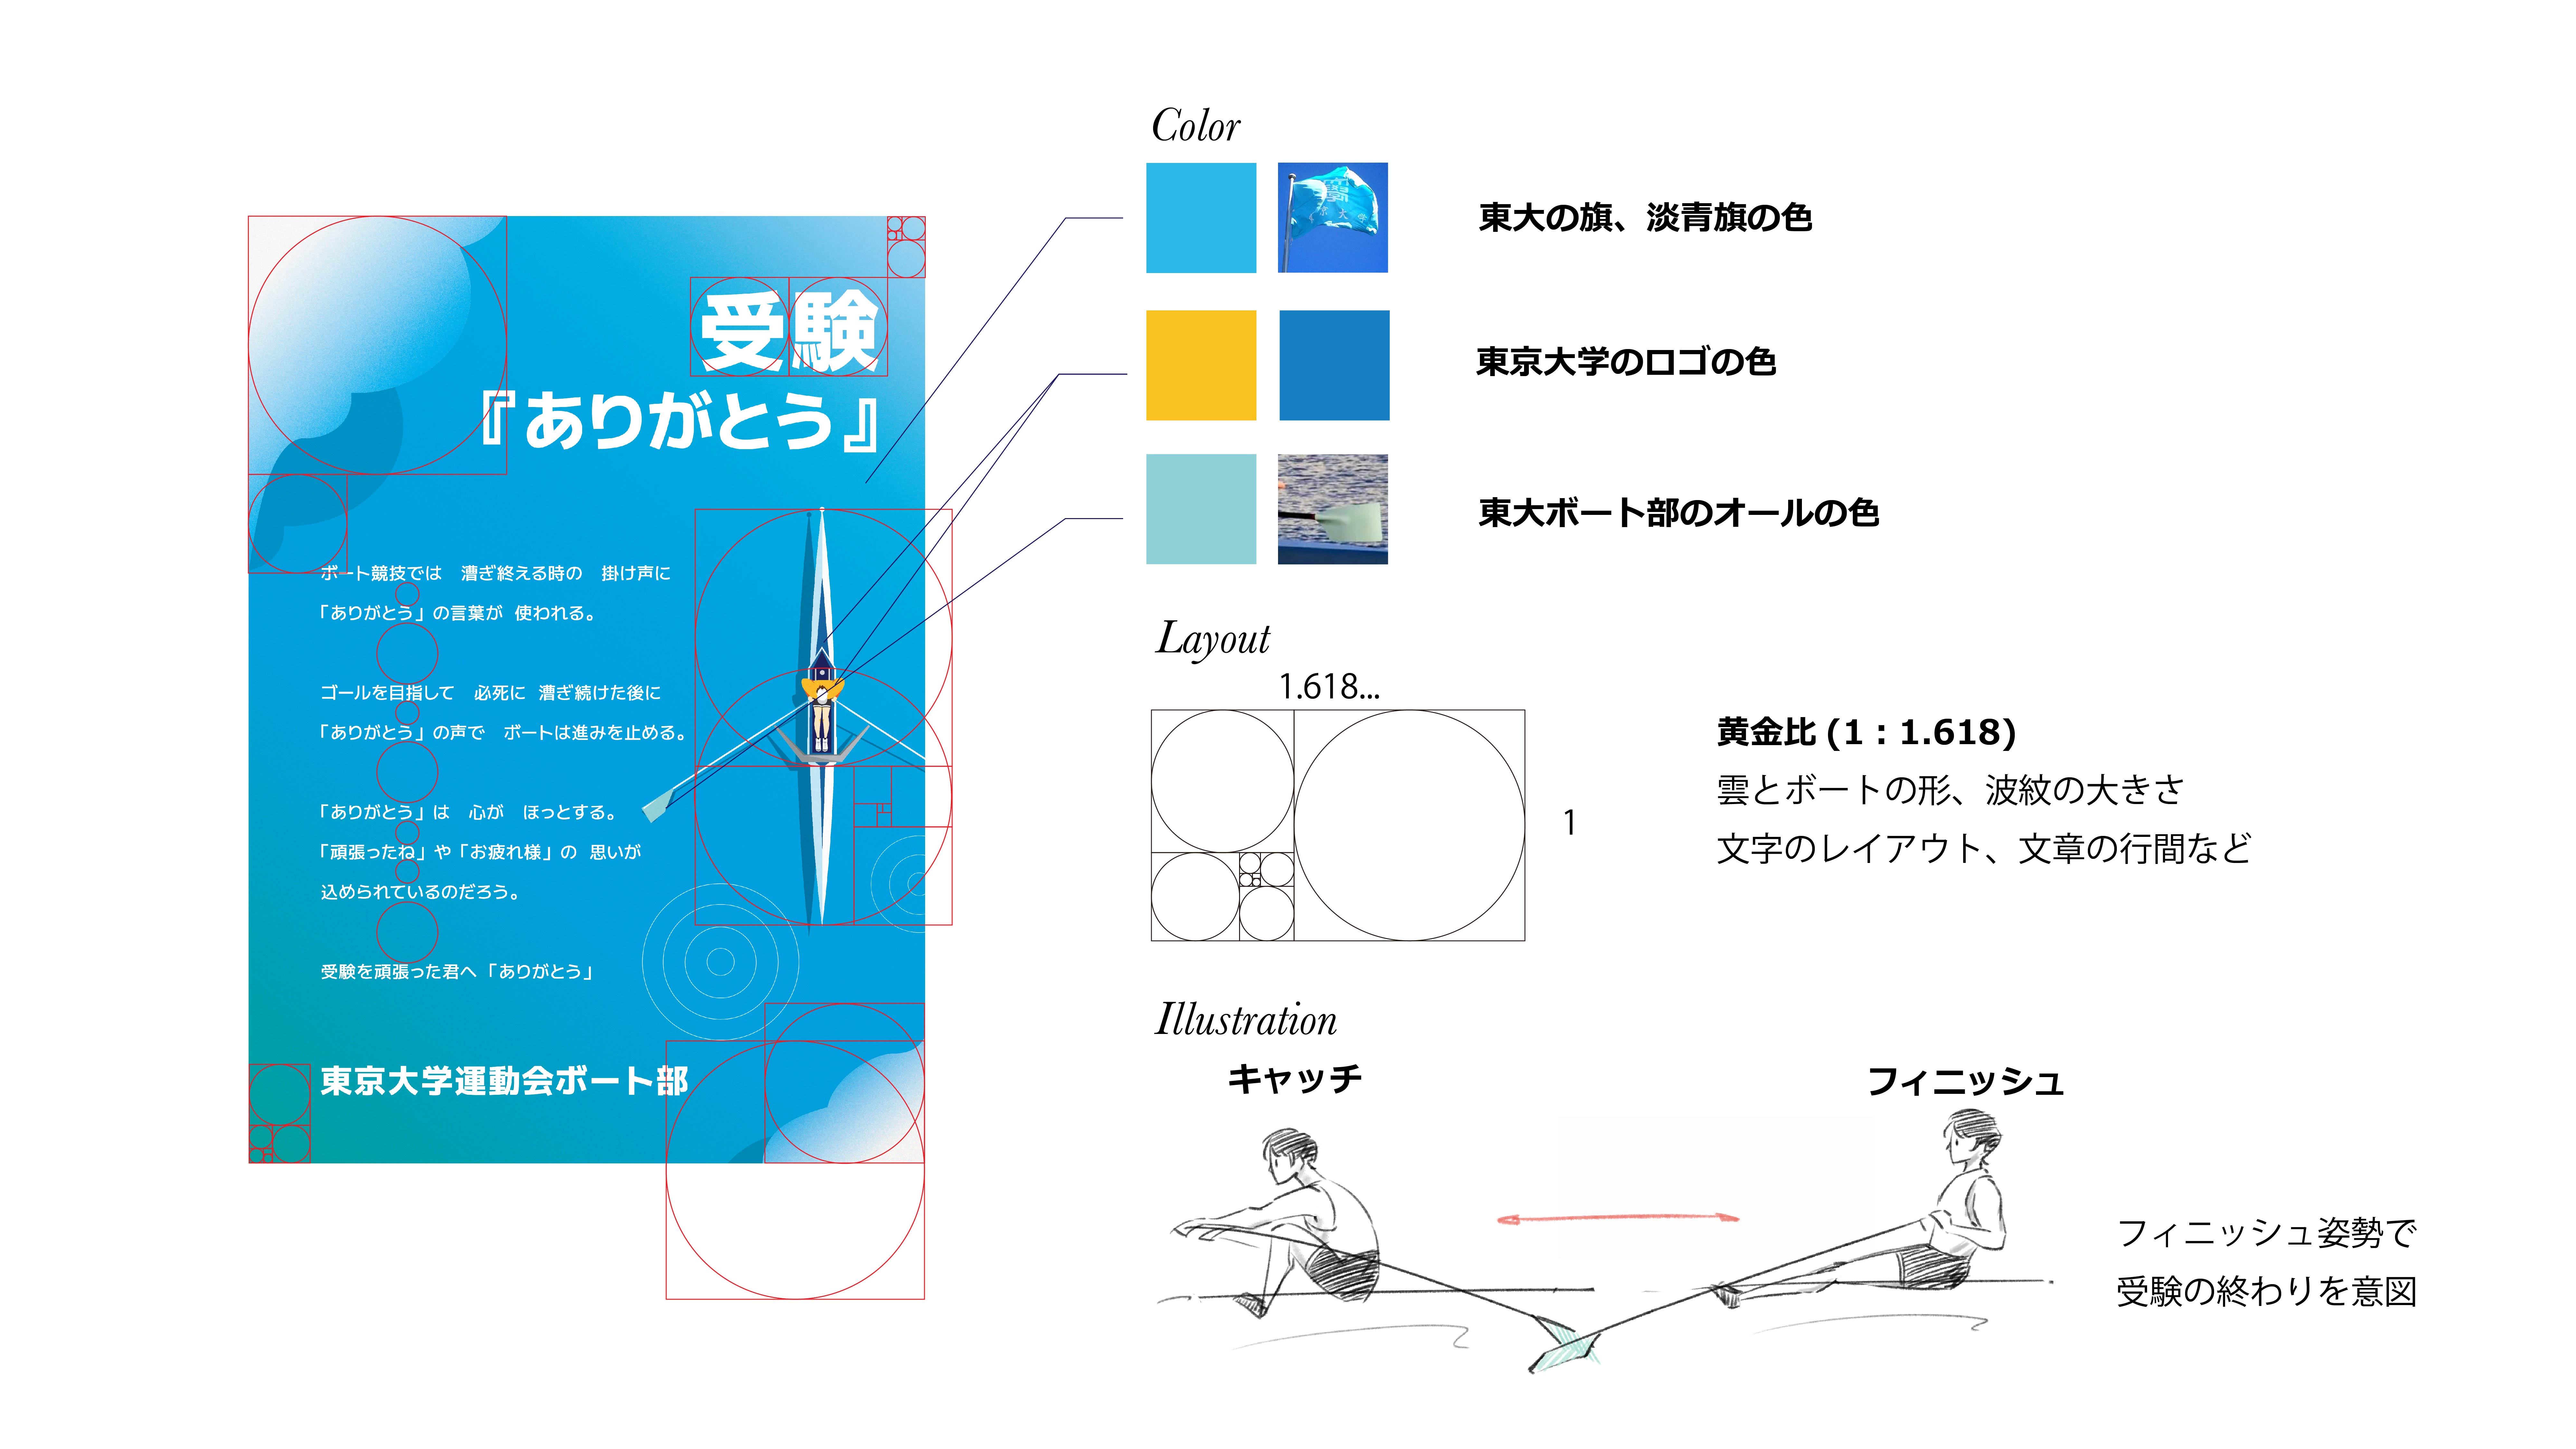 受験
『ありがとう』
ボート競技では　漕ぎ終える時の　掛け声に
「ありがとう」の言葉が 使われる。
ゴールを目指して　必死に 漕ぎ続けた後に
「ありがとう」の声で　ボートは進みを止める。
「ありがとう」は　心が　ほっとする。
「頑張ったね」や「お疲れ様」の 思いが
込められているのだろう。
受験を頑張った君へ「ありがとう」
東京大学運動会ボート部
Color
東大の旗、淡青旗の色
東京大学のロゴの色
東大ボート部のオールの色
Layout
1.618...
1
黄金比 (1：1.618)
雲とボートの形、波紋の大きさ
文字のレイアウト、文章の行間など
Illustration
キャッチ
フィニッシュ
フィニッシュ姿勢で
受験の終わりを意図